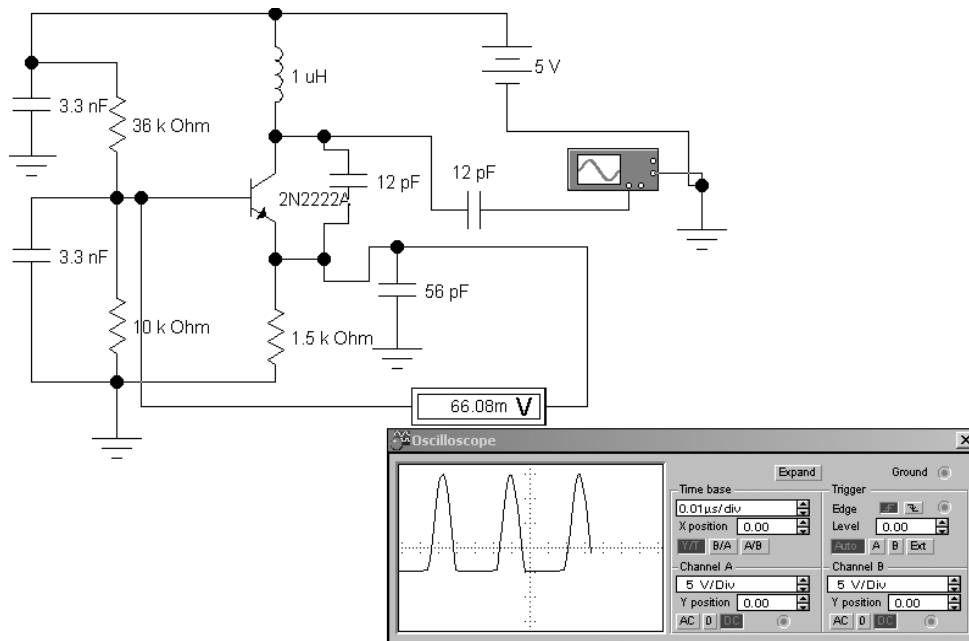 5 V
1 uH
3.3 nF
36 k Ohm
12 pF
12 pF
2N2222A
3.3 nF
56 pF
10 k Ohm
1.5 k Ohm
66.08m V
Oscilloscope
Expand
Ground
Time base
0.01µs/div
X position 0.00
Y/T B/A A/B
Trigger
Edge
Level 0.00
Auto A B Ext
Channel A
5 V/Div
Y position 0.00
AC 0 DC
Channel B
5 V/Div
Y position 0.00
AC 0 DC